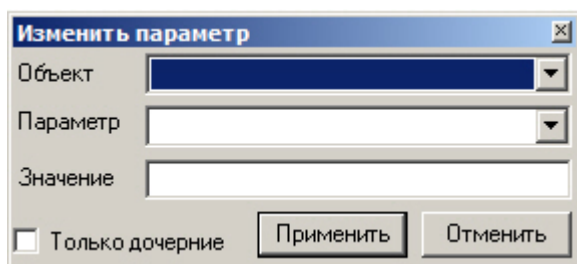 Изменить параметр
Объект
Параметр
Значение
Только дочерние Применить Отменить